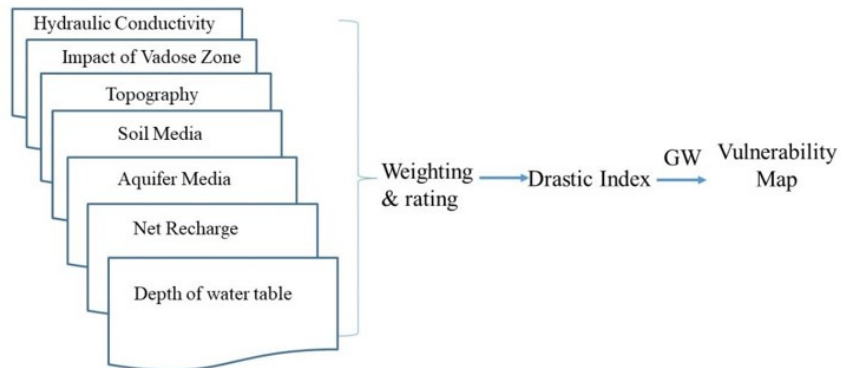 Hydraulic Conductivity
Impact of Vadose Zone
Topography
Soil Media
Aquifer Media
Net Recharge
Depth of water table
Weighting
& rating
Drastic Index
GW
Vulnerability
Map